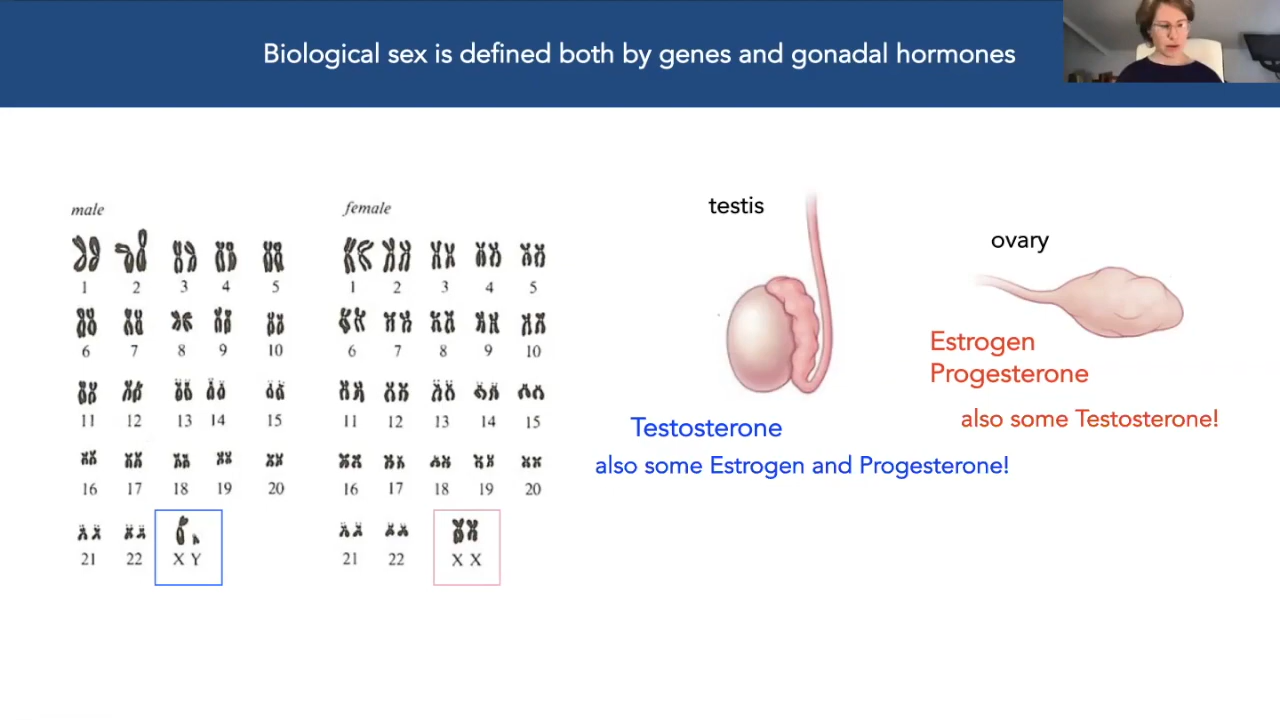 Biological sex is defined both by genes and gonadal hormones
male
1 2 3 4 5
6 7 8 9 10
11 12 13 14 15
16 17 18 19 20
21 22 X Y
female
1 2 3 4 5
6 7 8 9 10
11 12 13 14 15
16 17 18 19 20
21 22 X X
testis
Testosterone
also some Estrogen and Progesterone!
ovary
Estrogen
Progesterone
also some Testosterone!